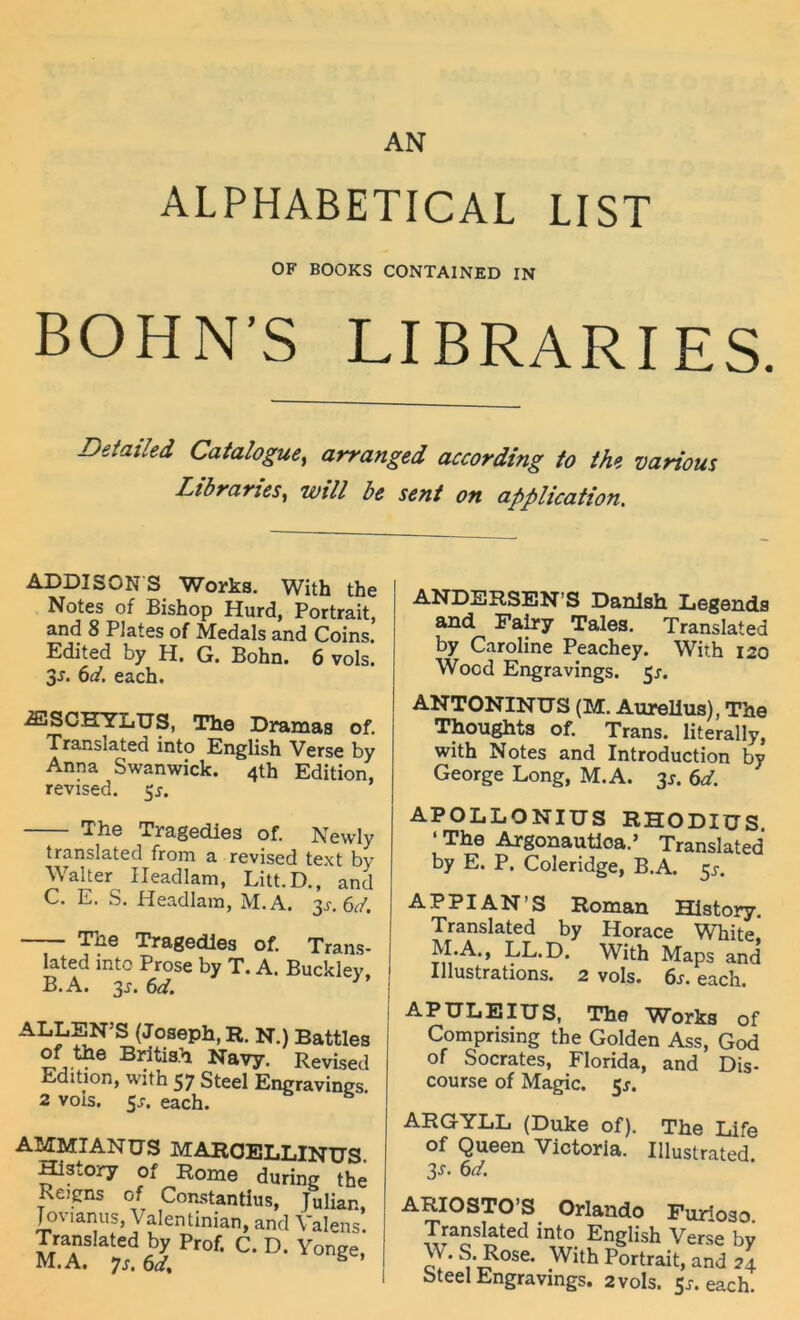 AN
ALPHABETICAL LIST
OF BOOKS CONTAINED IN
BOHN'S LIBRARIES.
Detailed Catalogue, arranged according to the various
Libraries, will be sent on application.
ADDISON'S Works. With the
Notes of Bishop Hurd, Portrait,
and 8 Plates of Medals and Coins.
Edited by H. G. Bohn. 6 vols.
3s. 6d. each.
ÆSCHYLUS, The Dramas of.
Translated into English Verse by
Anna Swanwick. 4th Edition,
revised. 5s.
—— The Tragedies of. Newly
translated from a revised text by
Walter Headlam, Litt.D., and
C. E. S. Headlam, M.A. 3s. 6d.
—— The Tragedies of. Trans-
lated into Prose by T. A. Buckley,
B.A. 3s. 6d.
ALLEN'S (Joseph, R. N.) Battles
of the British Navy. Revised
Edition, with 57 Steel Engravings.
2 vols. 5s. each.
AMMIANUS MARCELLINUS.
History of Rome during the
Reigns of Constantius, Julian,
Jovianus, Valentinian, and Valens.
Translated by Prof. C. D. Yonge,
M.A. 7s. 6d.
ANDERSEN'S Danish Legends
and Fairy Tales. Translated
by Caroline Peachey. With 120
Wood Engravings. 5s.
ANTONINUS (M. Aurelius), The
Thoughts of. Trans. literally,
with Notes and Introduction by
George Long, M.A. 3s. 6d.
APOLLONIUS RHODIUS.
'The Argonautica.' Translated
by E. P. Coleridge, B.A. 5s.
APPIAN'S Roman History.
Translated by Horace White,
M.A., LL.D. With Maps and
Illustrations. 2 vols. 6s. each.
APULEIUS, The Works of
Comprising the Golden Ass, God
of Socrates, Florida, and Dis-
course of Magic. 5s.
ARGYLL (Duke of). The Life
of Queen Victoria. Illustrated.
3s. 6d.
ARIOSTO'S Orlando Furioso.
Translated into English Verse by
W. S. Rose. With Portrait, and 24
Steel Engravings. 2 vols. 5s. each.